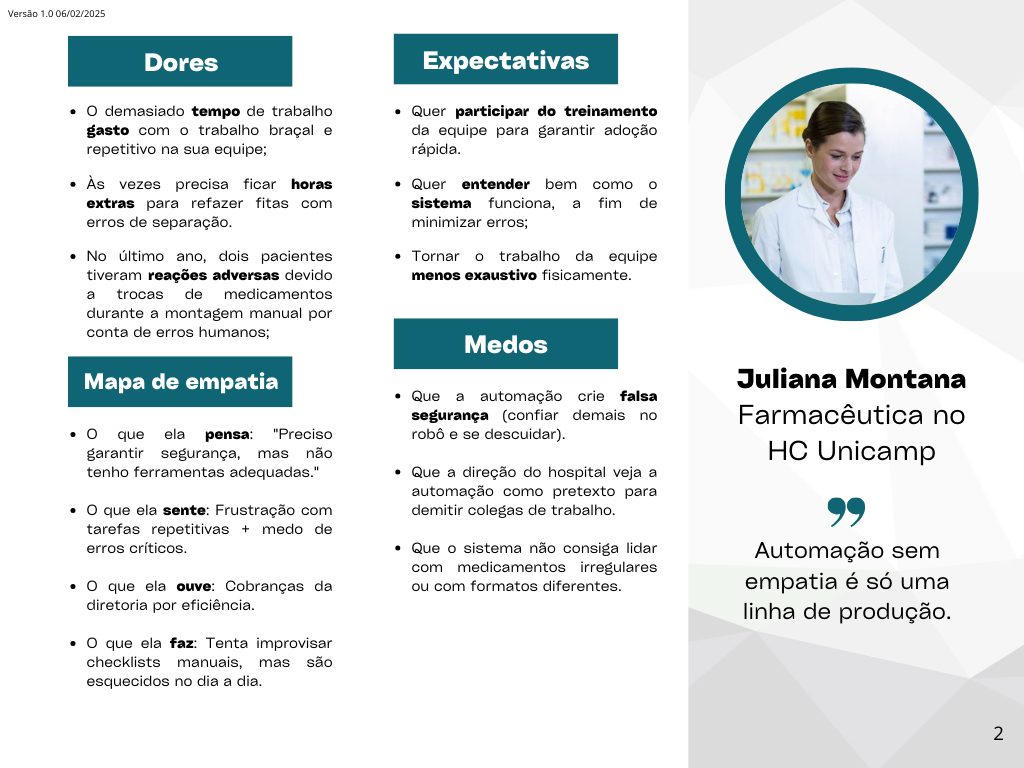 Versão 1.0 06/02/2025
Dores
• O demasiado tempo de trabalho
gasto com o trabalho braçal e
repetitivo na sua equipe;
• Às vezes precisa ficar horas
extras para refazer fitas com
erros de separação.
• No último ano, dois pacientes
tiveram reações adversas devido
a trocas de medicamentos
durante a montagem manual por
conta de erros humanos;
Mapa de empatia
• O que ela pensa: "Preciso
garantir segurança, mas não
tenho ferramentas adequadas."
• O que ela sente: Frustração com
tarefas repetitivas + medo de
erros críticos.
• O que ela ouve: Cobranças da
diretoria por eficiência.
• O que ela faz: Tenta improvisar
checklists manuais, mas são
esquecidos no dia a dia.
Expectativas
• Quer participar do treinamento
da equipe para garantir adoção
rápida.
• Quer entender bem como o
sistema funciona, a fim de
minimizar erros;
• Tornar o trabalho da equipe
menos exaustivo fisicamente.
Medos
• Que a automação crie falsa
segurança (confiar demais no
robô e se descuidar).
• Que a direção do hospital veja a
automação como pretexto para
demitir colegas de trabalho.
• Que o sistema não consiga lidar
com medicamentos irregulares
ou com formatos diferentes.
Juliana Montana
Farmacêutica no
HC Unicamp
”
Automação sem
empatia é só uma
linha de produção.
2